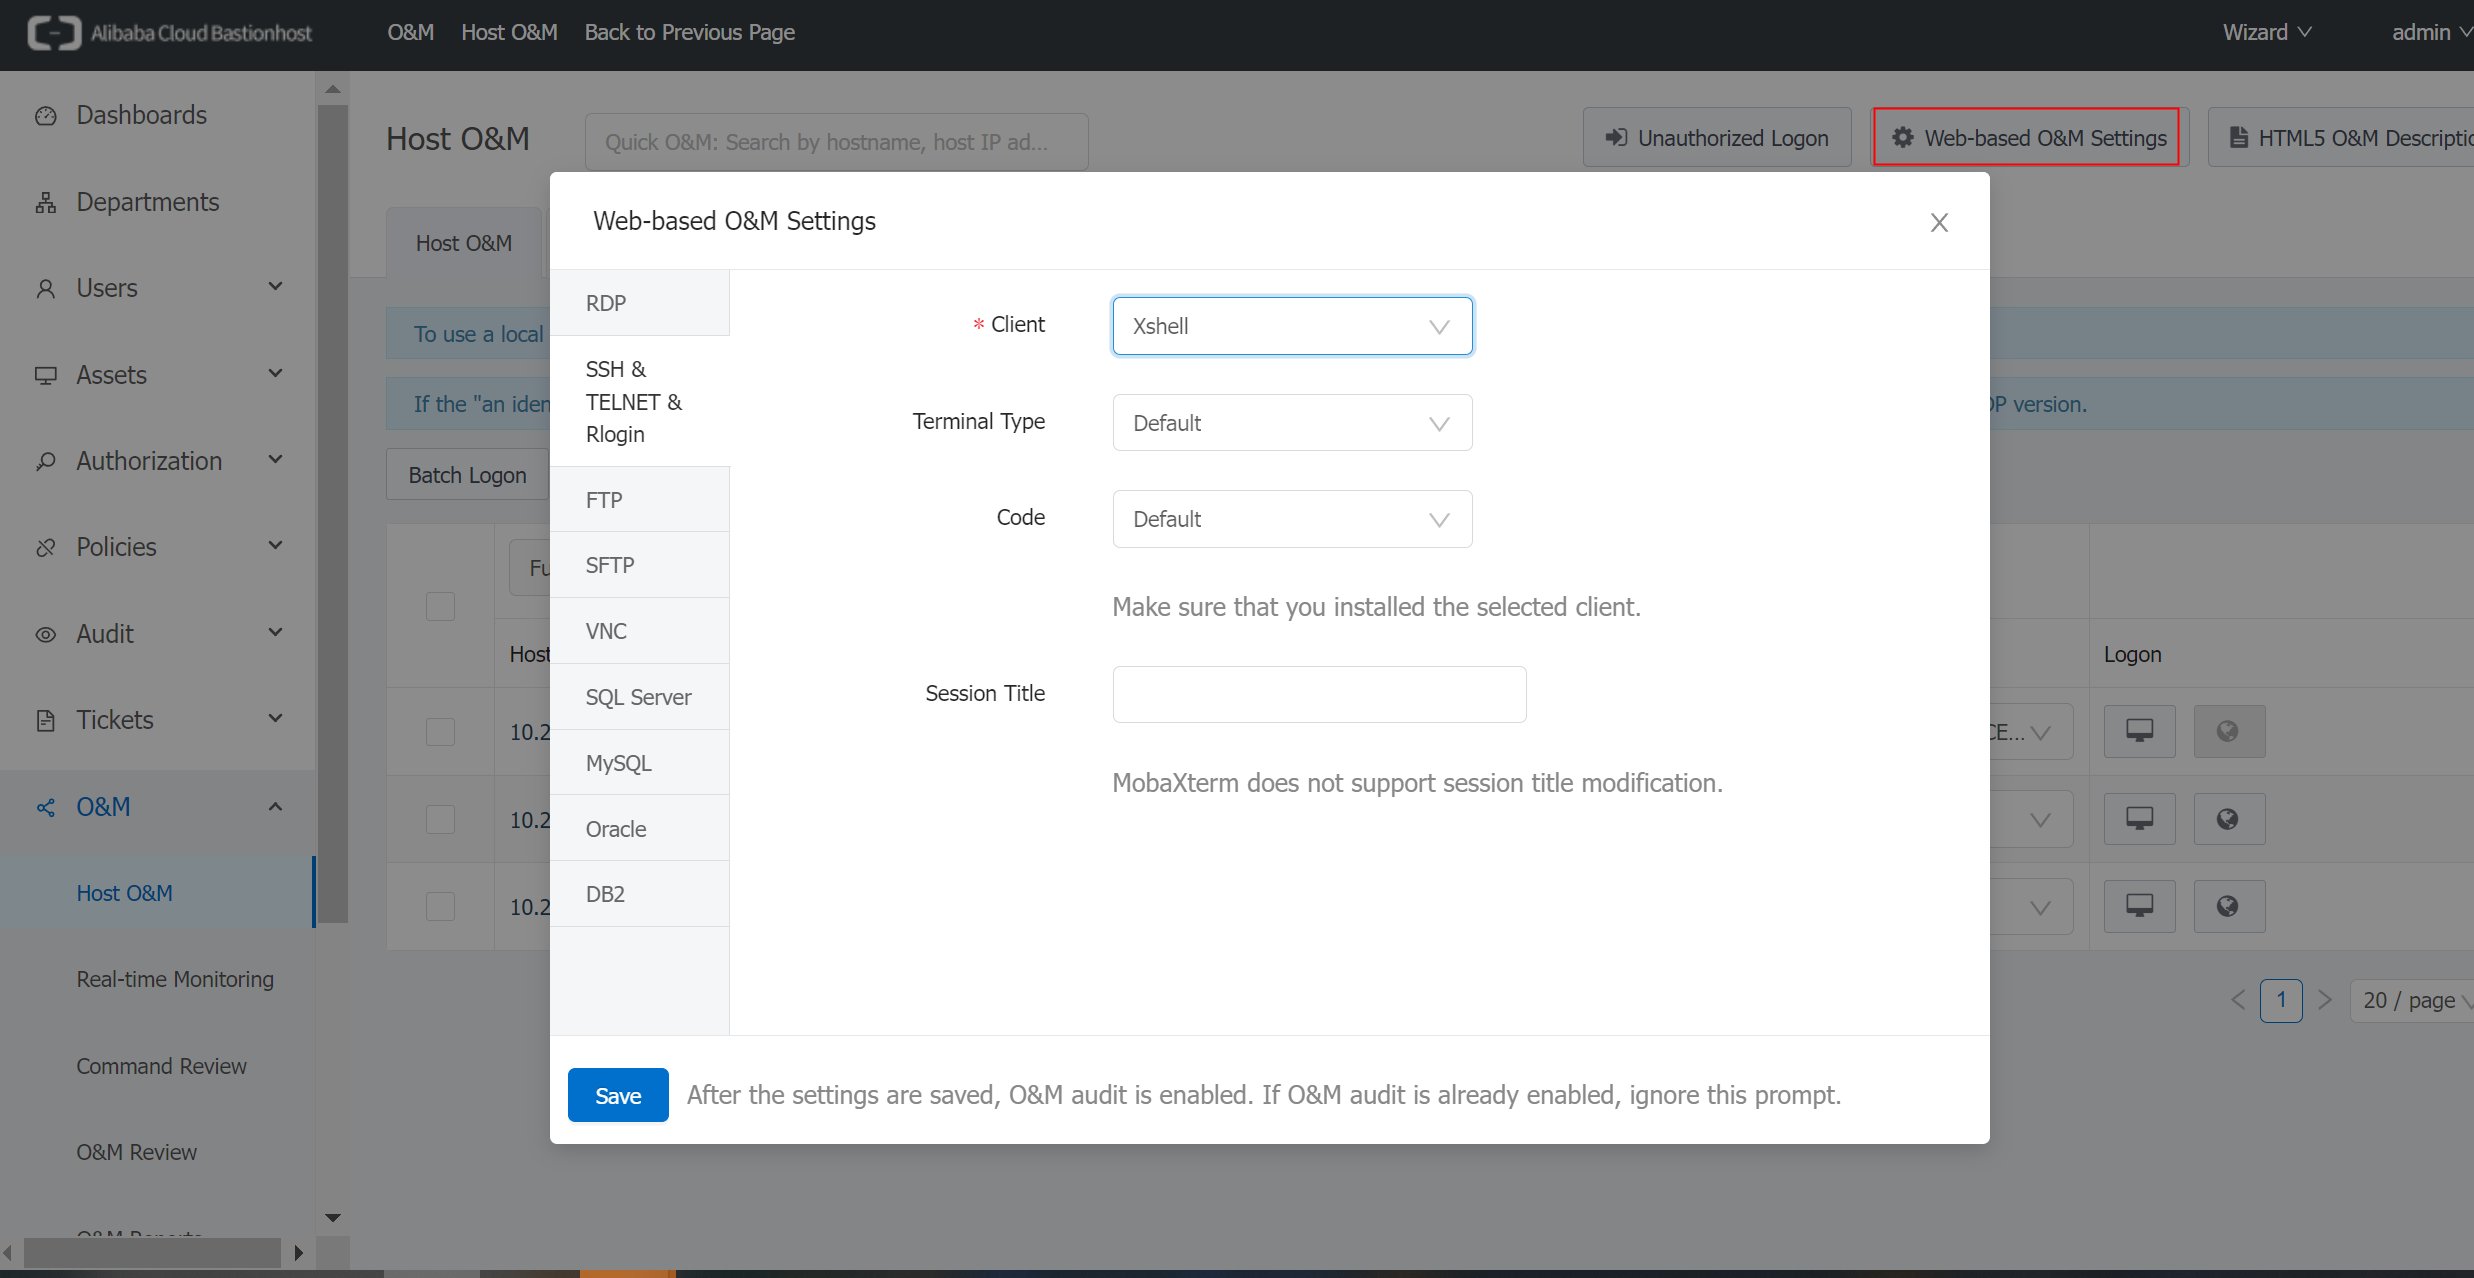 Alibaba Cloud Bastionhost
O&M Host O&M Back to Previous Page
Wizard
admin
Dashboards
Departments
Users
Assets
Authorization
Policies
Audit
Tickets
O&M
Host O&M
Real-time Monitoring
Command Review
O&M Review
O&M Reports
Host O&M
Quick O&M: Search by hostname, host IP ad...
Unauthorized Logon
Web-based O&M Settings
HTML5 O&M Descriptio
Host O&M
To use a local
If the "an iden
DP version.
Batch Logon
Fu
Host
Logon
10.2
CE...
10.2
10.2
1
20 / page
Web-based O&M Settings
RDP
SSH &
TELNET &
Rlogin
FTP
SFTP
VNC
SQL Server
MySQL
Oracle
DB2
* Client
Xshell
Terminal Type
Default
Code
Default
Make sure that you installed the selected client.
Session Title
MobaXterm does not support session title modification.
Save
After the settings are saved, O&M audit is enabled. If O&M audit is already enabled, ignore this prompt.